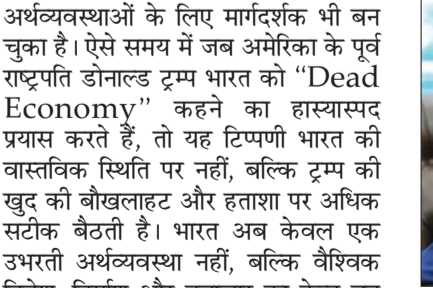 अर्थव्यवस्थाओं के लिए मार्गदर्शक भी बन
चुका है। ऐसे समय में जब अमेरिका के पूर्व
राष्ट्रपति डोनाल्ड ट्रम्प भारत को “Dead
Economy” कहने का हास्यास्पद
प्रयास करते हैं, तो यह टिप्पणी भारत की
वास्तविक स्थिति पर नहीं, बल्कि ट्रम्प की
खुद की बौखलाहट और हताशा पर अधिक
सटीक बैठती है। भारत अब केवल एक
उभरती अर्थव्यवस्था नहीं, बल्कि वैश्विक